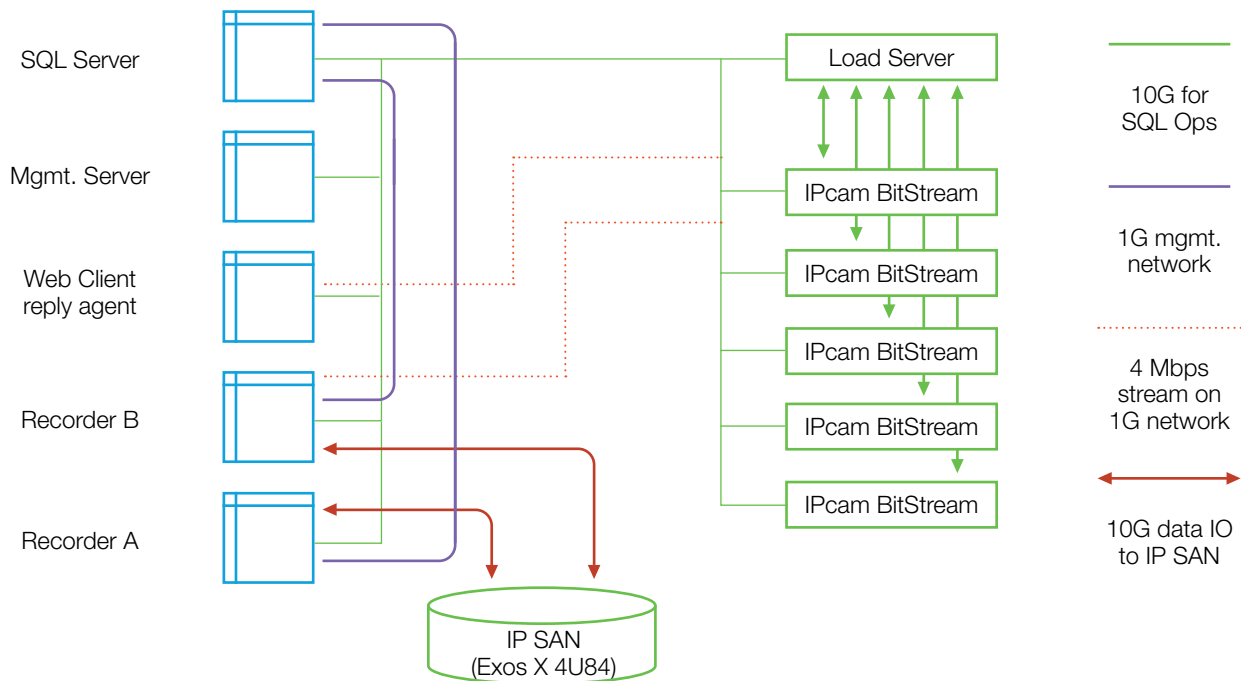 SQL Server
Mgmt. Server
Web Client
reply agent
Recorder B
Recorder A
IP SAN
(Exos X 4U84)
Load Server
IPcam BitStream
IPcam BitStream
IPcam BitStream
IPcam BitStream
IPcam BitStream
10G for
SQL Ops
1G mgmt.
network
4 Mbps
stream on
1G network
10G data IO
to IP SAN